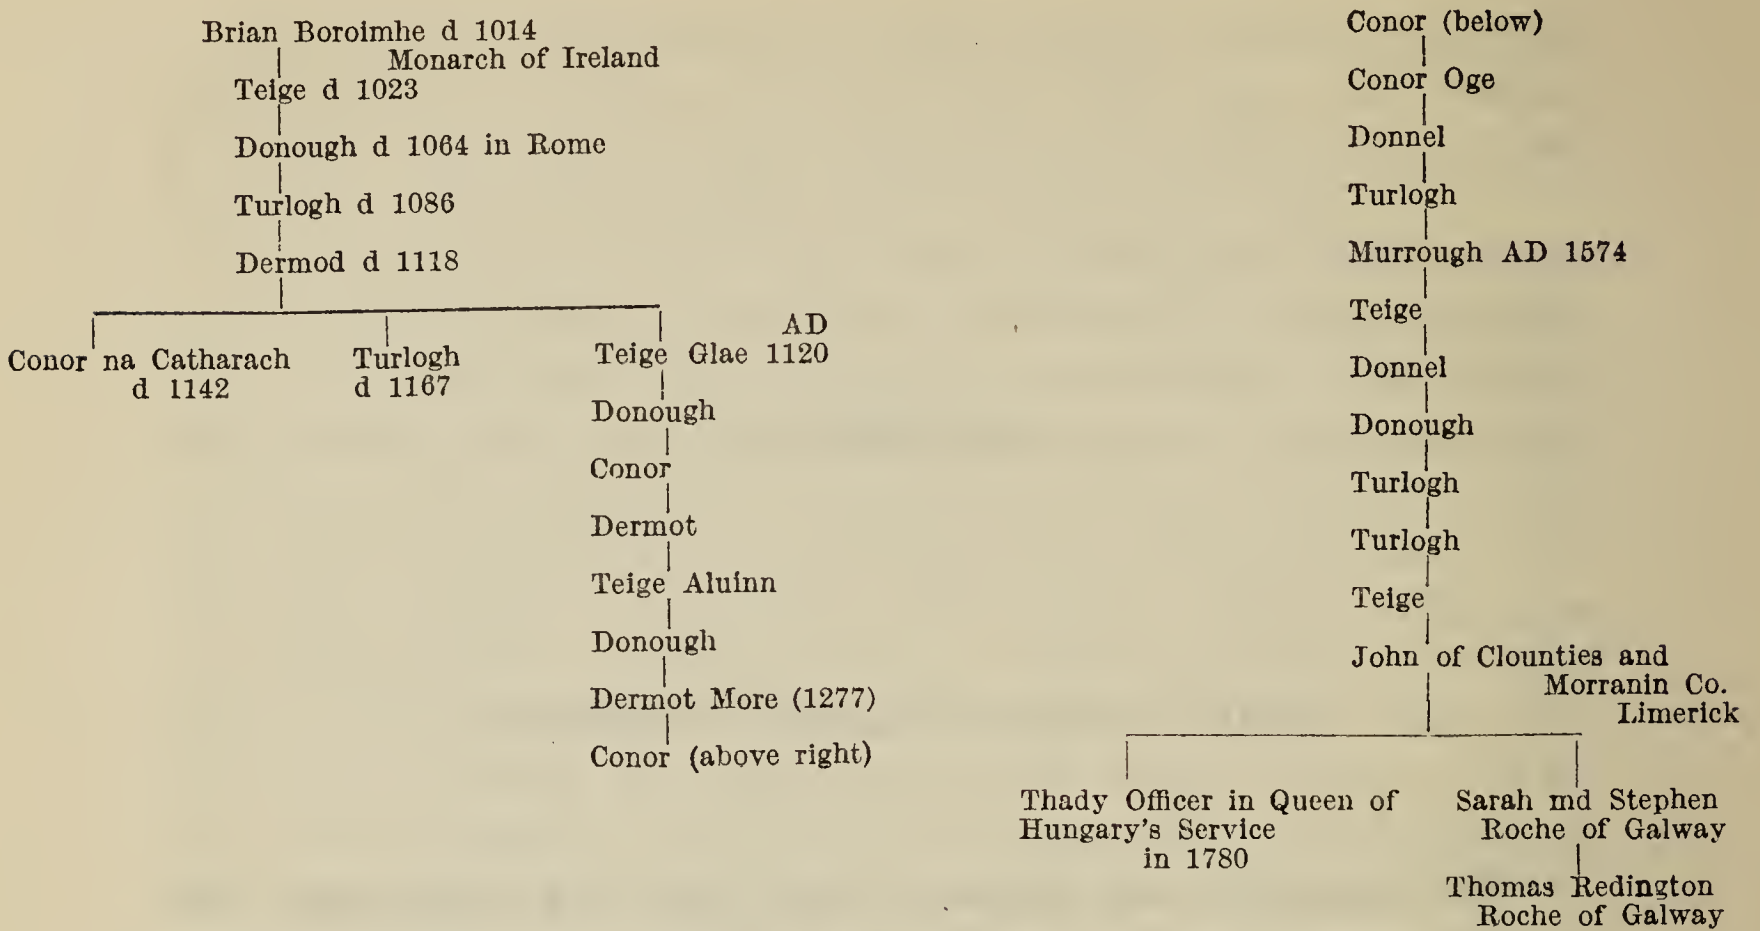 Brian Boroimhe d 1014
Monarch of Ireland
Teige d 1023
Donough d 1064 in Rome
Turlogh d 1086
Dermod d 1118
Conor na Catharach
d 1142
Turlogh
d 1167
AD
Teige Glae 1120
Donough
Conor
Dermot
Teige Aluinn
Donough
Dermot More (1277)
Conor (above right)
Conor (below)
Conor Oge
Donnel
Turlogh
Murrough AD 1574
Teige
Donnel
Donough
Turlogh
Turlogh
Teige
John of Clounties and
Morranin Co.
Limerick
Thady Officer in Queen of
Hungary's Service
in 1780
Sarah md Stephen
Roche of Galway
Thomas Redington
Roche of Galway